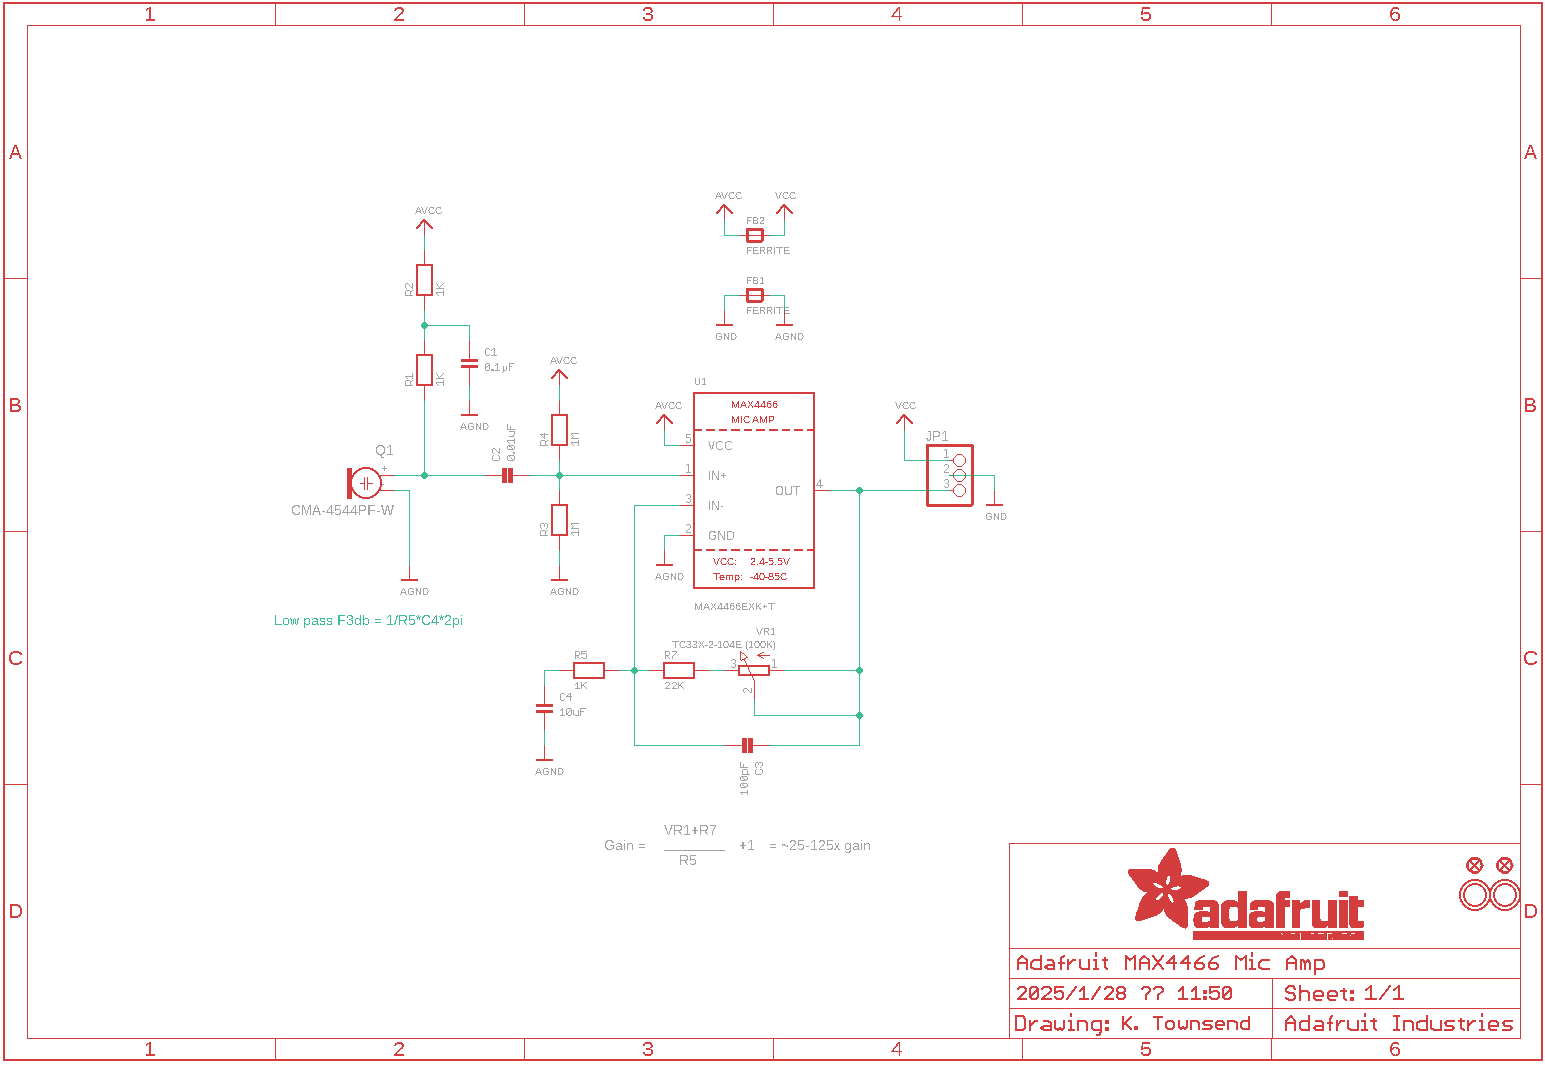 1 2 3 4 5 6
A A
AVCC VCC
AVCC
FB2
FERRITE
R2 1K
FB1
FERRITE
GND AGND
C1
0.1µF
AVCC
R1 1K
U1
MAX4466
MIC AMP
AVCC
VCC
B B
AGND
C2 0.01uF
R4 1M
5 VCC
JP1
Q1
+
-
1
2
3
1 IN+
OUT 4
3 IN-
CMA-4544PF-W
GND
R3 1M
2 GND
VCC: 2.4-5.5V
Temp: -40-85C
AGND
AGND
AGND
MAX4466EXK+T
Low pass F3db = 1/R5*C4*2pi
VR1
TC33X-2-104E (100K)
C C
R5
1K
R7
22K
3 1
2
C4
10uF
AGND
100pF C3
VR1+R7
Gain = +1 = ~25-125x gain
R5
D D
adafruit
Adafruit MAX4466 Mic Amp
2025/1/28 ?? 11:50
Sheet: 1/1
Drawing: K. Townsend
Adafruit Industries
1 2 3 4 5 6